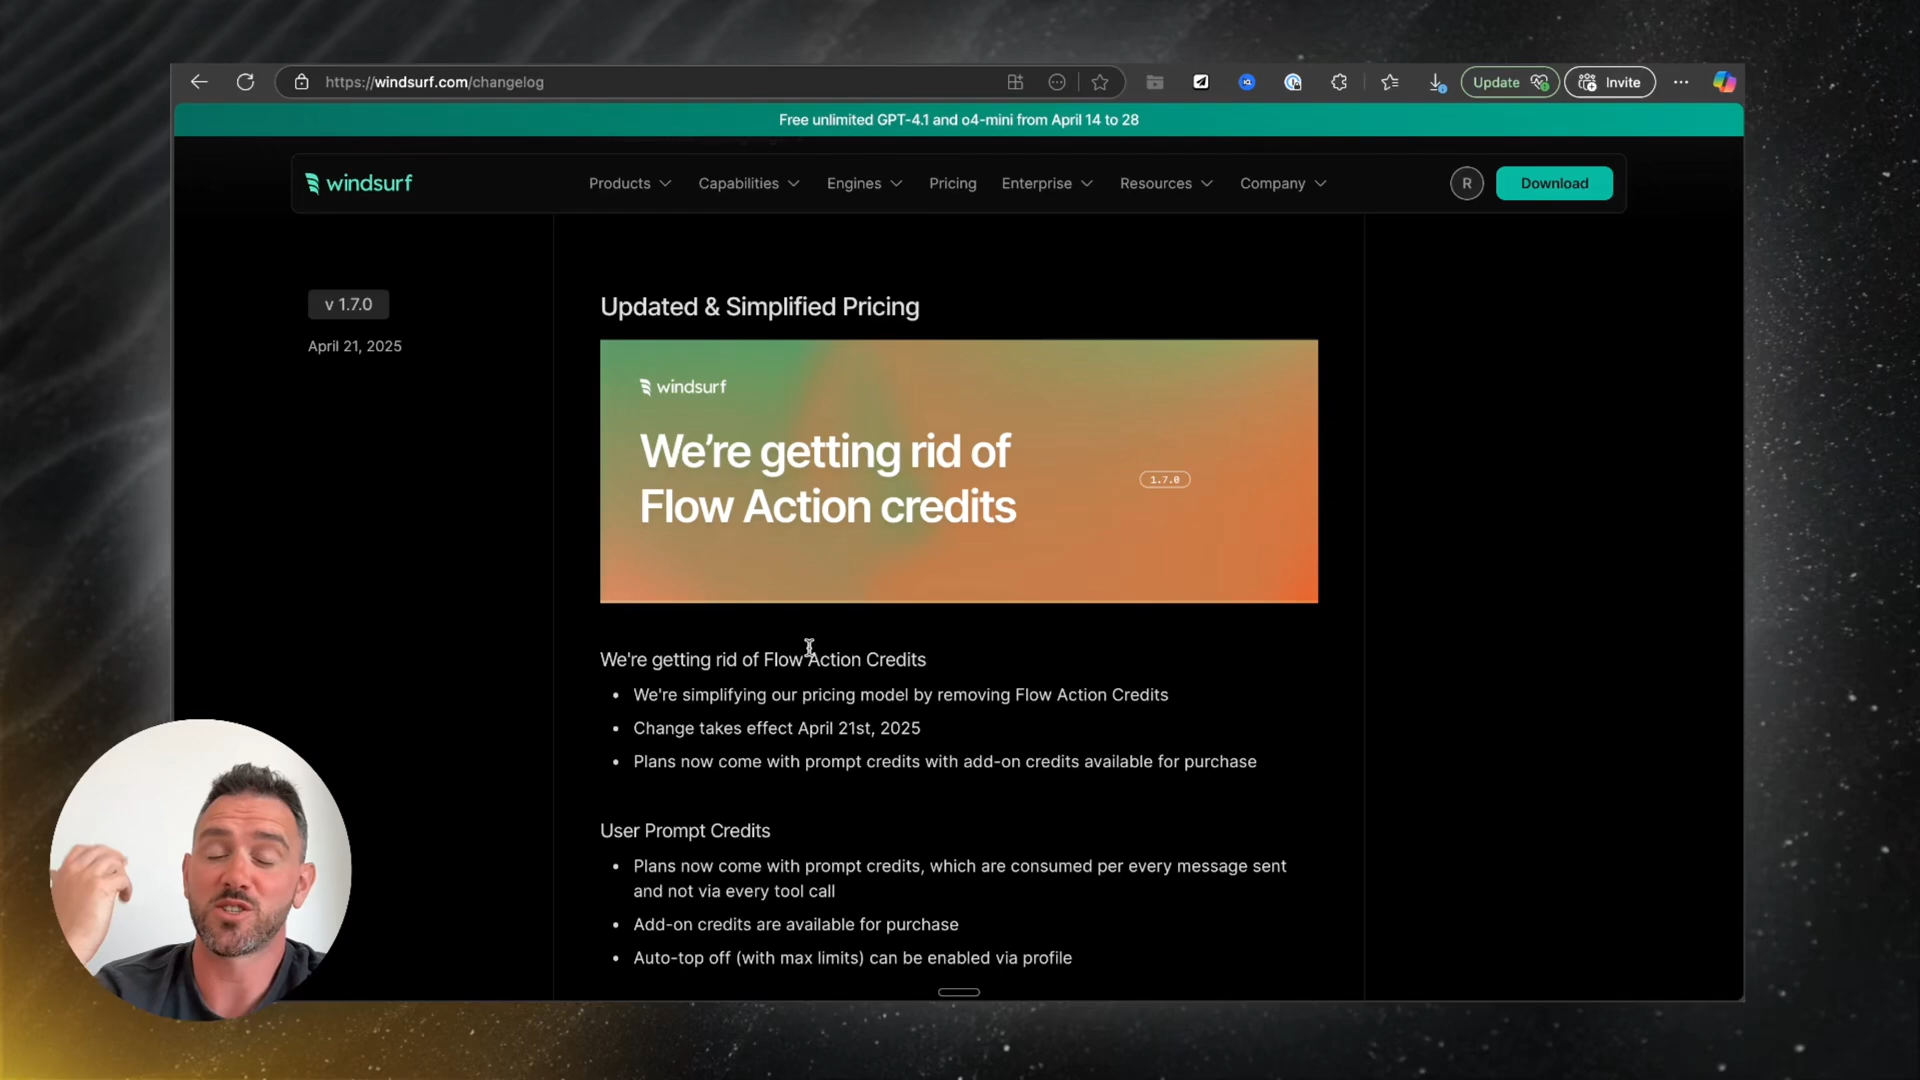 https://windsurf.com/changelog
Update
Invite
Free unlimited GPT-4.1 and o4-mini from April 14 to 28
windsurf
Products
Capabilities
Engines
Pricing
Enterprise
Resources
Company
R
Download
v 1.7.0
April 21, 2025
Updated & Simplified Pricing
windsurf
We're getting rid of
Flow Action credits
1.7.0
We're getting rid of Flow Action Credits
• We're simplifying our pricing model by removing Flow Action Credits
• Change takes effect April 21st, 2025
• Plans now come with prompt credits with add-on credits available for purchase
User Prompt Credits
• Plans now come with prompt credits, which are consumed per every message sent
and not via every tool call
• Add-on credits are available for purchase
• Auto-top off (with max limits) can be enabled via profile